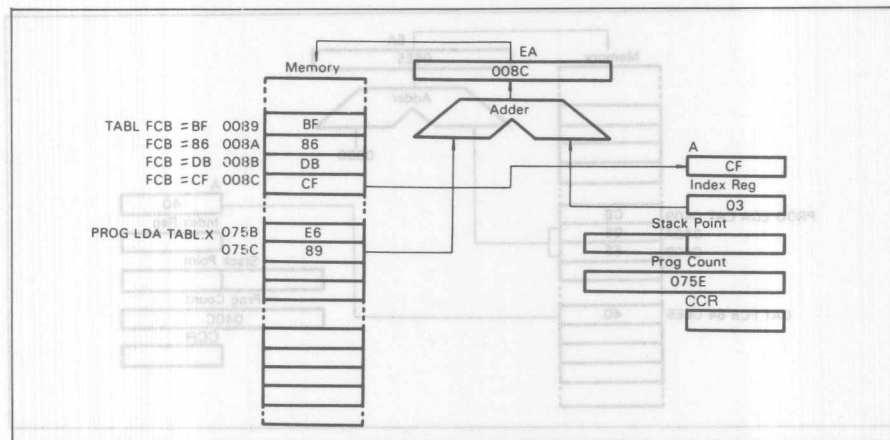 EA
008C
Memory
Adder
TABL FCB = BF 0089 BF
FCB = 86 008A 86
FCB = DB 008B DB
FCB = CF 008C CF
A
CF
Index Reg
03
PROG LDA TABL.X 075B E6
075C 89
Stack Point
Prog Count
075E
CCR